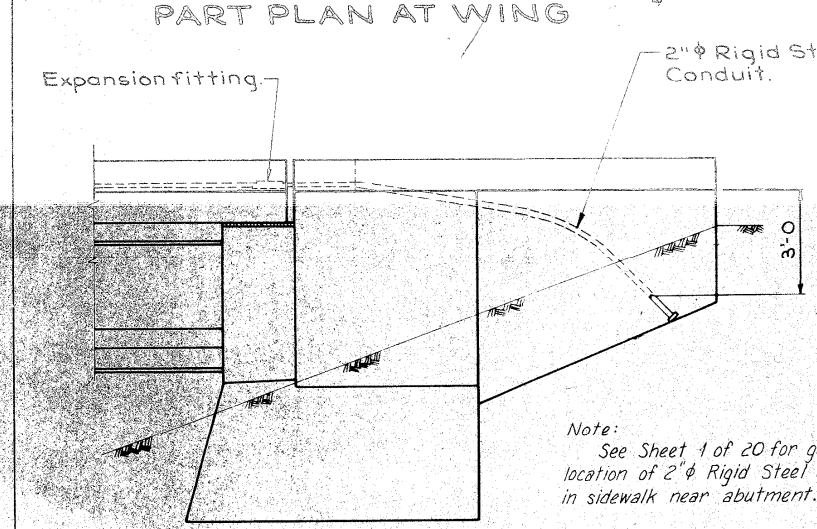 PART PLAN AT WING
2"φ Rigid
Conduit.
Expansion fitting.
3'-0
Note:
See Sheet 1 of 20 for
location of 2"φ Rigid Steel
in sidewalk near abutment.